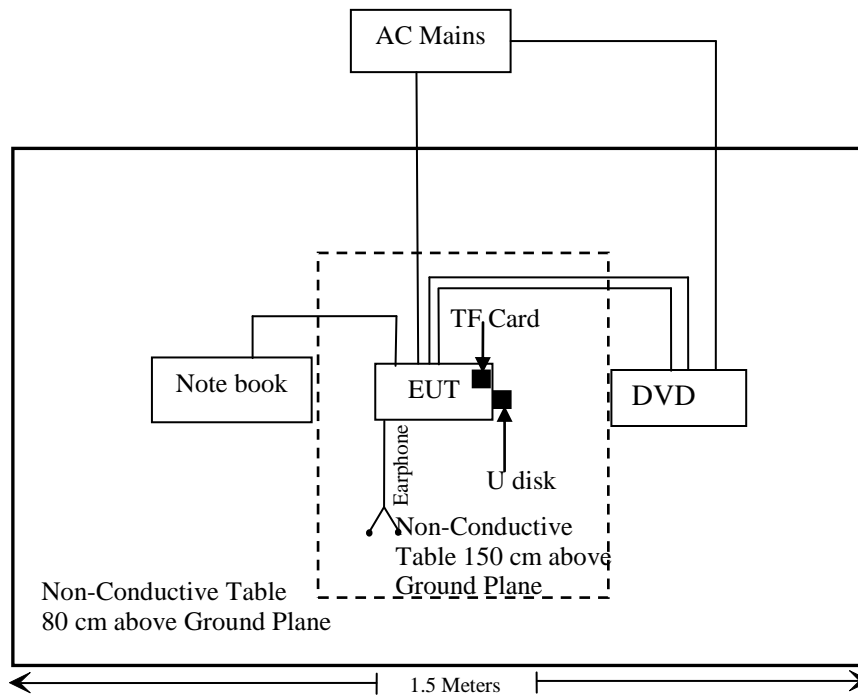 AC Mains
TF Card
Note book
EUT
DVD
Earphone
U disk
Non-Conductive
Table 150 cm above
Ground Plane
Non-Conductive Table
80 cm above Ground Plane
1.5 Meters